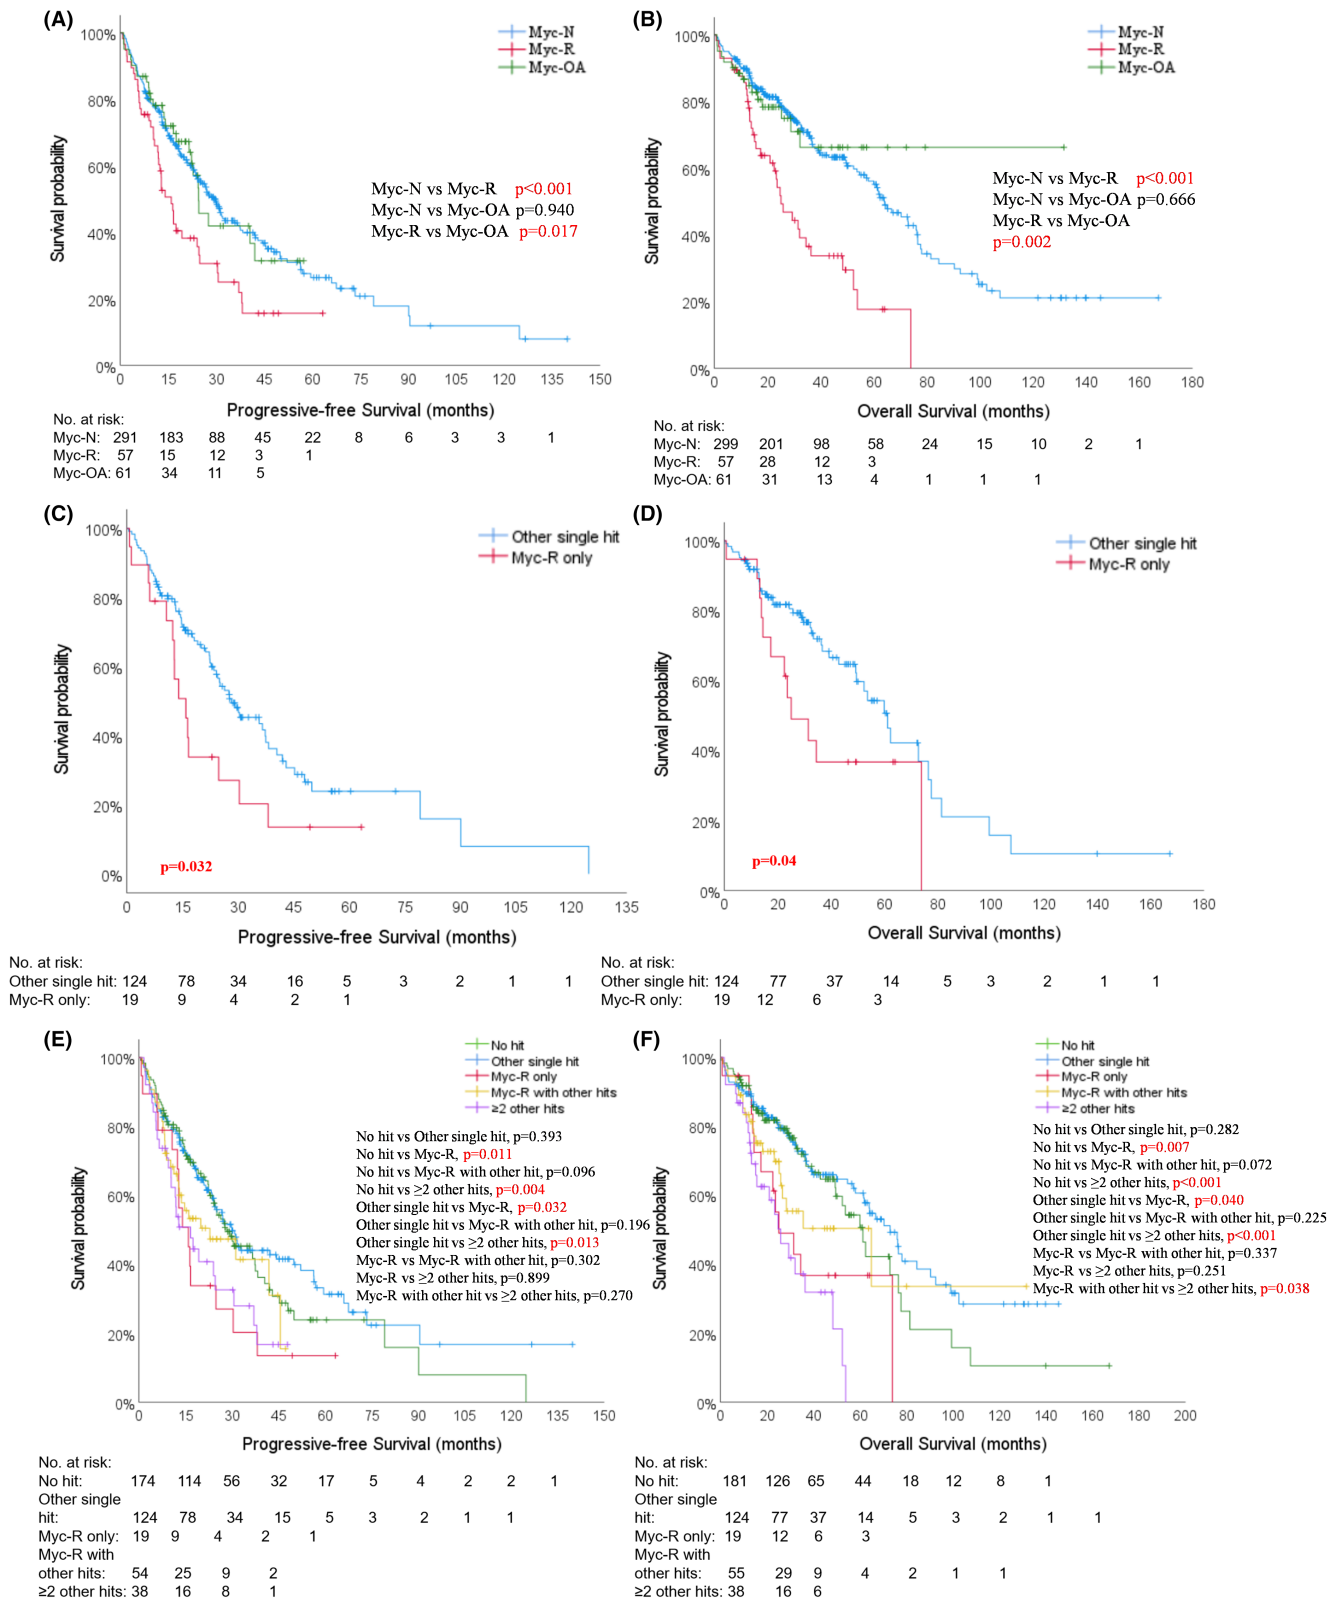 (A)
Myc-N
Myc-R
Myc-OA
100%
80%
60%
40%
20%
0%
Survival probability
Myc-N vs Myc-R p<0.001
Myc-N vs Myc-OA p=0.940
Myc-R vs Myc-OA p=0.017
0 15 30 45 60 75 90 105 120 135 150
Progressive-free Survival (months)
No. at risk:
Myc-N: 291 183 88 45 22 8 6 3 3 1
Myc-R: 57 15 12 3 1
Myc-OA: 61 34 11 5
(B)
Myc-N
Myc-R
Myc-OA
100%
80%
60%
40%
20%
0%
Survival probability
Myc-N vs Myc-R p<0.001
Myc-N vs Myc-OA p=0.666
Myc-R vs Myc-OA
p=0.002
0 20 40 60 80 100 120 140 160 180
Overall Survival (months)
No. at risk:
Myc-N: 299 201 98 58 24 15 10 2 1
Myc-R: 57 28 12 3
Myc-OA: 61 31 13 4 1 1 1
(C)
Other single hit
Myc-R only
100%
80%
60%
40%
20%
0%
Survival probability
p=0.032
0 15 30 45 60 75 90 105 120 135
Progressive-free Survival (months)
No. at risk:
Other single hit: 124 78 34 16 5 3 2 1 1
Myc-R only: 19 9 4 2 1
(D)
Other single hit
Myc-R only
100%
80%
60%
40%
20%
0%
Survival probability
p=0.04
0 20 40 60 80 100 120 140 160 180
Overall Survival (months)
No. at risk:
Other single hit: 124 77 37 14 5 3 2 1 1
Myc-R only: 19 12 6 3
(E)
No hit
Other single hit
Myc-R only
Myc-R with other hits
≥2 other hits
100%
80%
60%
40%
20%
0%
Survival probability
No hit vs Other single hit, p=0.393
No hit vs Myc-R, p=0.011
No hit vs Myc-R with other hit, p=0.096
No hit vs ≥2 other hits, p=0.004
Other single hit vs Myc-R, p=0.032
Other single hit vs Myc-R with other hit, p=0.196
Other single hit vs ≥2 other hits, p=0.013
Myc-R vs Myc-R with other hit, p=0.302
Myc-R vs ≥2 other hits, p=0.899
Myc-R with other hit vs ≥2 other hits, p=0.270
0 15 30 45 60 75 90 105 120 135 150
Progressive-free Survival (months)
No. at risk:
No hit: 174 114 56 32 17 5 4 2 2 1
Other single
hit: 124 78 34 15 5 3 2 1 1
Myc-R only: 19 9 4 2 1
Myc-R with
other hits: 54 25 9 2
≥2 other hits: 38 16 8 1
(F)
No hit
Other single hit
Myc-R only
Myc-R with other hits
≥2 other hits
100%
80%
60%
40%
20%
0%
Survival probability
No hit vs Other single hit, p=0.282
No hit vs Myc-R, p=0.007
No hit vs Myc-R with other hit, p=0.072
No hit vs ≥2 other hits, p<0.001
Other single hit vs Myc-R, p=0.040
Other single hit vs Myc-R with other hit, p=0.225
Other single hit vs ≥2 other hits, p<0.001
Myc-R vs Myc-R with other hit, p=0.337
Myc-R vs ≥2 other hits, p=0.251
Myc-R with other hit vs ≥2 other hits, p=0.038
0 20 40 60 80 100 120 140 160 180 200
Overall Survival (months)
No. at risk:
No hit: 181 126 65 44 18 12 8 1
Other single
hit: 124 77 37 14 5 3 2 1 1
Myc-R only: 19 12 6 3
Myc-R with
other hits: 55 29 9 4 2 1 1
≥2 other hits: 38 16 6